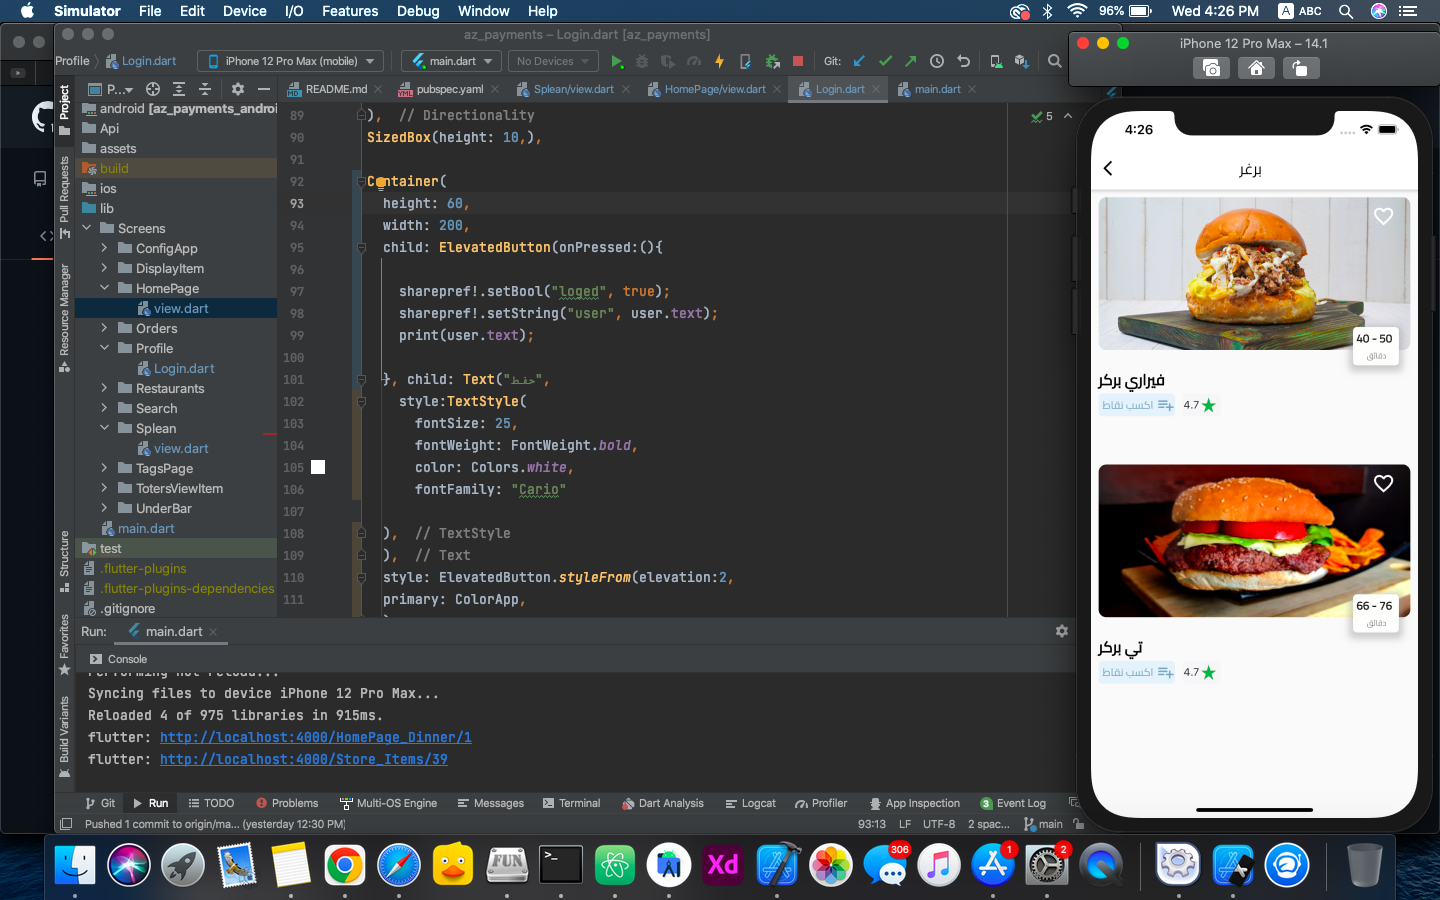 Simulator File Edit Device I/O Features Debug Window Help
96% Wed 4:26 PM A ABC
az_payments – Login.dart [az_payments]
iPhone 12 Pro Max – 14.1
Profile Login.dart iPhone 12 Pro Max (mobile) main.dart No Devices Git:
P...
README.md pubspec.yaml Splean/view.dart HomePage/view.dart Login.dart main.dart
Project
Pull Requests
Resource Manager
Structure
Favorites
Build Variants
android [az_payments_andro
Api
assets
build
ios
lib
Screens
ConfigApp
DisplayItem
HomePage
view.dart
Orders
Profile
Login.dart
Restaurants
Search
Splean
view.dart
TagsPage
TotersViewItem
UnderBar
main.dart
test
.flutter-plugins
.flutter-plugins-dependencies
.gitignore
5
89 ), // Directionality
90 SizedBox(height: 10,),
91
92 Container(
93 height: 60,
94 width: 200,
95 child: ElevatedButton(onPressed:(){
96
97 sharepref!.setBool("loged", true);
98 sharepref!.setString("user", user.text);
99 print(user.text);
100
101 }, child: Text("حفظ",
102 style:TextStyle(
103 fontSize: 25,
104 fontWeight: FontWeight.bold,
105 color: Colors.white,
106 fontFamily: "Cario"
107
108 ), // TextStyle
109 ), // Text
110 style: ElevatedButton.styleFrom(elevation:2,
111 primary: ColorApp,
Run: main.dart
Console
Performing hot reload...
Syncing files to device iPhone 12 Pro Max...
Reloaded 4 of 975 libraries in 915ms.
flutter: http://localhost:4000/HomePage_Dinner/1
flutter: http://localhost:4000/Store_Items/39
Git Run TODO Problems Multi-OS Engine Messages Terminal Dart Analysis Logcat Profiler App Inspection 3 Event Log
Pushed 1 commit to origin/ma... (yesterday 12:30 PM) 93:13 LF UTF-8 2 spac... main
4:26
برغر
40 - 50
دقائق
فيراري بركر
اكسب نقاط 4.7
66 - 76
دقائق
تي بركر
اكسب نقاط 4.7
FUN
>_
Xd
306
1
2